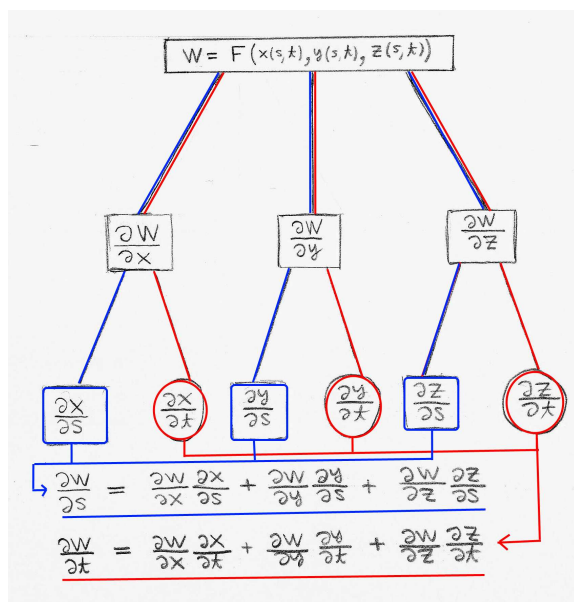 W = F(x(s,t), y(s,t), z(s,t))
∂W/∂x ∂W/∂y ∂W/∂z
∂x/∂s ∂x/∂t ∂y/∂s ∂y/∂t ∂z/∂s ∂z/∂t
∂W/∂s = ∂W/∂x ∂x/∂s + ∂W/∂y ∂y/∂s + ∂W/∂z ∂z/∂s
∂W/∂t = ∂W/∂x ∂x/∂t + ∂W/∂y ∂y/∂t + ∂W/∂z ∂z/∂t